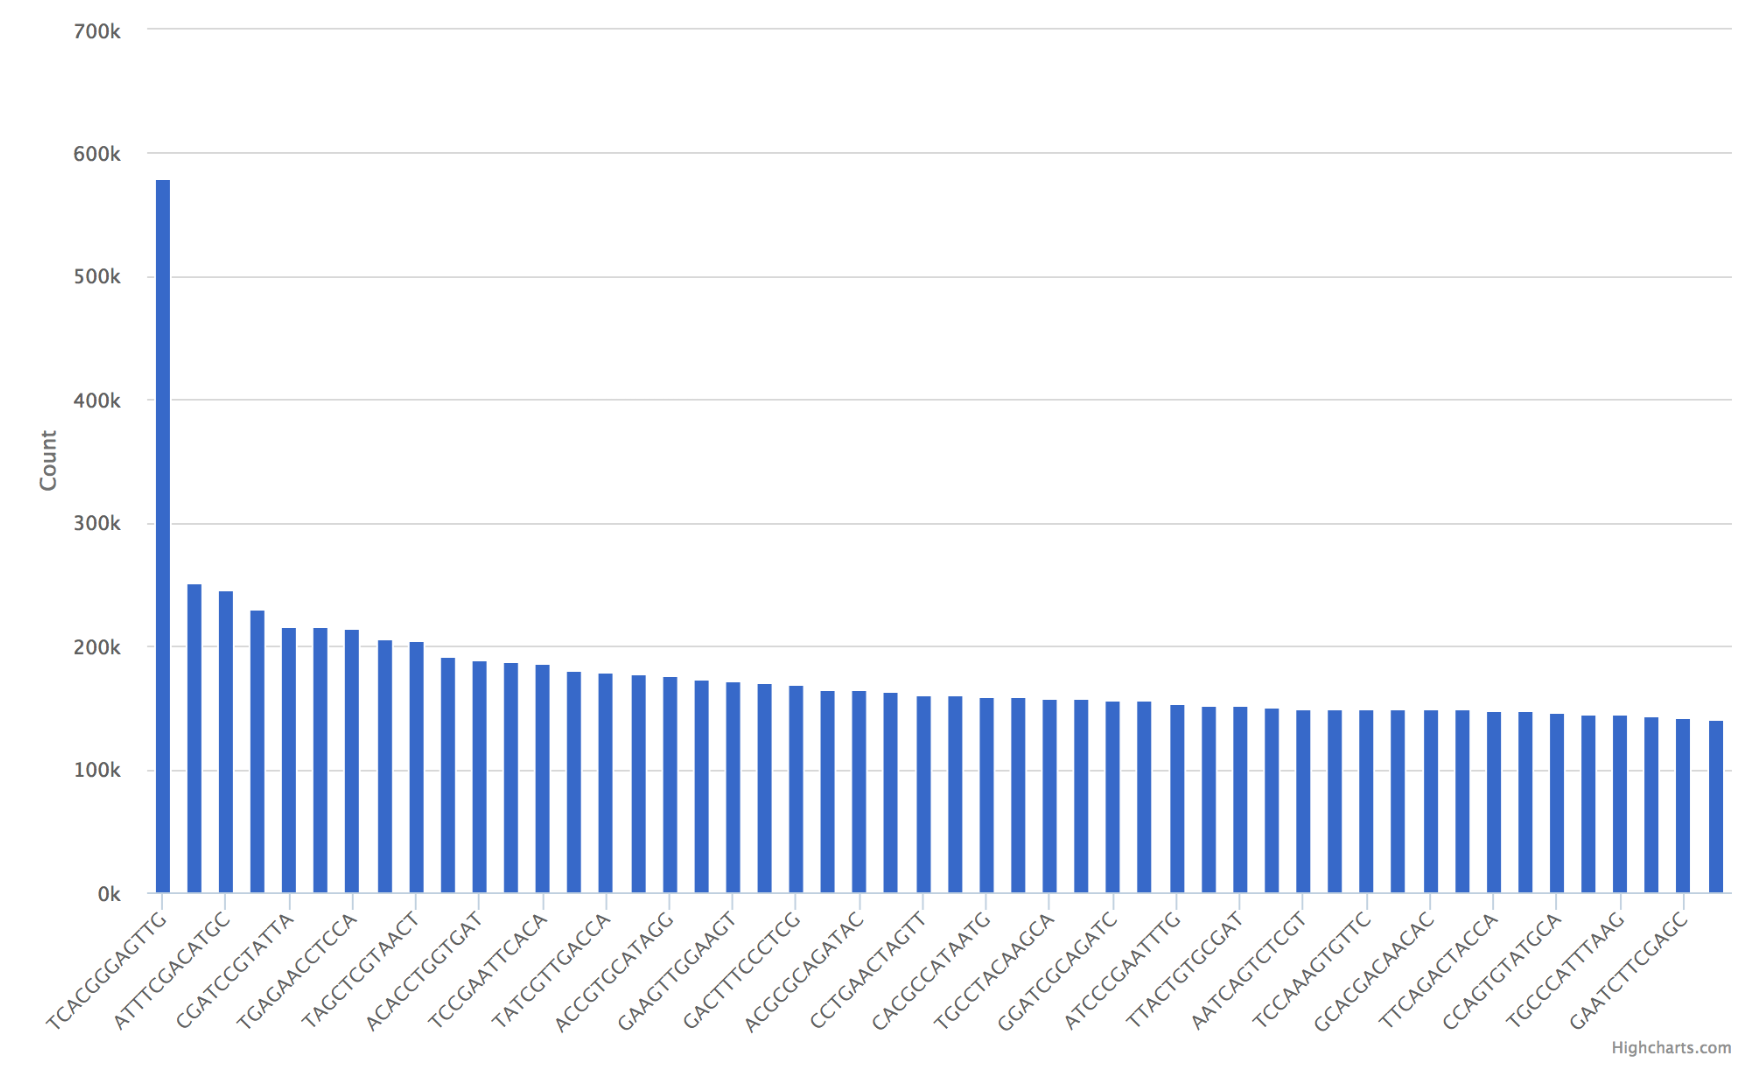 700k
600k
500k
400k
300k
200k
100k
0k
Count
TCACGGGAGTTG
ATTTCGACATGC
CGATCCGTATTA
TGAGAACCTCCA
TAGCTCGTAACT
ACACCTGGTGAT
TCCGAATTCACA
TATCGTTGACCA
ACCGTGCATAGG
GAAGTTGGAAGT
GACTTTCCCTCG
ACGCGCAGATAC
CCTGAACTAGTT
CACGCCATAATG
TGCCTACAAGCA
GGATCGCAGATC
ATCCCGAATTTG
TTACTGTGCGAT
AATCAGTCTCGT
TCCAAAGTGTTC
GCACGACAACAC
TTCAGACTACCA
CCAGTGTATGCA
TGCCCATTTAAG
GAATCTTCGAGC
Highcharts.com